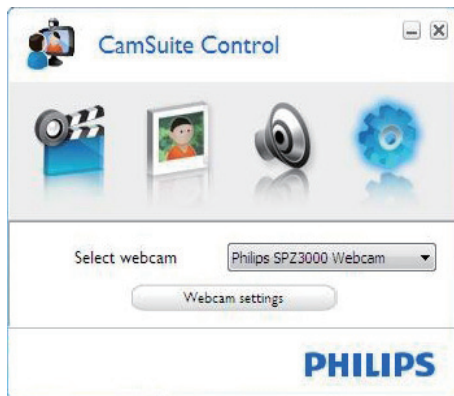 CamSuite Control
Select webcam
Philips SPZ3000 Webcam
Webcam settings
PHILIPS